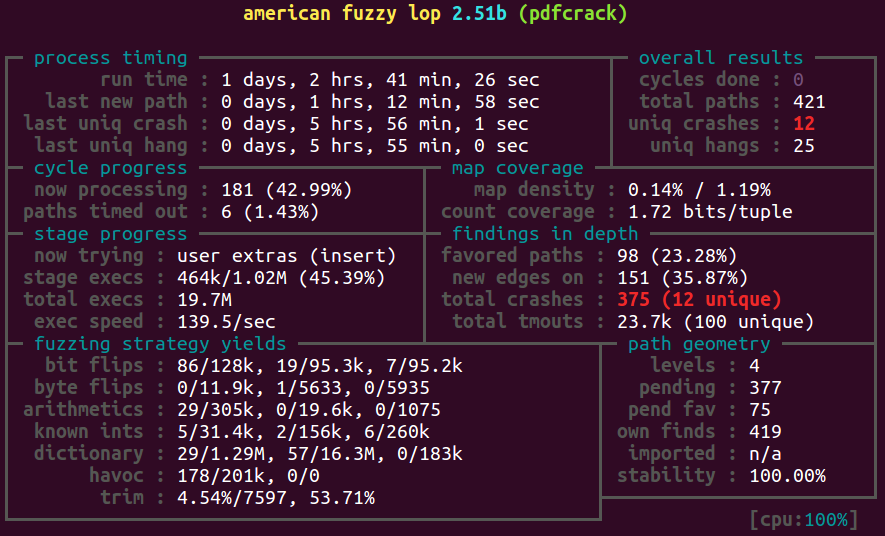 american fuzzy lop 2.51b (pdfcrack)
process timing overall results
run time : 1 days, 2 hrs, 41 min, 26 sec cycles done : 0
last new path : 0 days, 1 hrs, 12 min, 58 sec total paths : 421
last uniq crash : 0 days, 5 hrs, 56 min, 1 sec uniq crashes : 12
last uniq hang : 0 days, 5 hrs, 55 min, 0 sec uniq hangs : 25
cycle progress map coverage
now processing : 181 (42.99%) map density : 0.14% / 1.19%
paths timed out : 6 (1.43%) count coverage : 1.72 bits/tuple
stage progress findings in depth
now trying : user extras (insert) favored paths : 98 (23.28%)
stage execs : 464k/1.02M (45.39%) new edges on : 151 (35.87%)
total execs : 19.7M total crashes : 375 (12 unique)
exec speed : 139.5/sec total tmouts : 23.7k (100 unique)
fuzzing strategy yields path geometry
bit flips : 86/128k, 19/95.3k, 7/95.2k levels : 4
byte flips : 0/11.9k, 1/5633, 0/5935 pending : 377
arithmetics : 29/305k, 0/19.6k, 0/1075 pend fav : 75
known ints : 5/31.4k, 2/156k, 6/260k own finds : 419
dictionary : 29/1.29M, 57/16.3M, 0/183k imported : n/a
havoc : 178/201k, 0/0 stability : 100.00%
trim : 4.54%/7597, 53.71%
[cpu:100%]